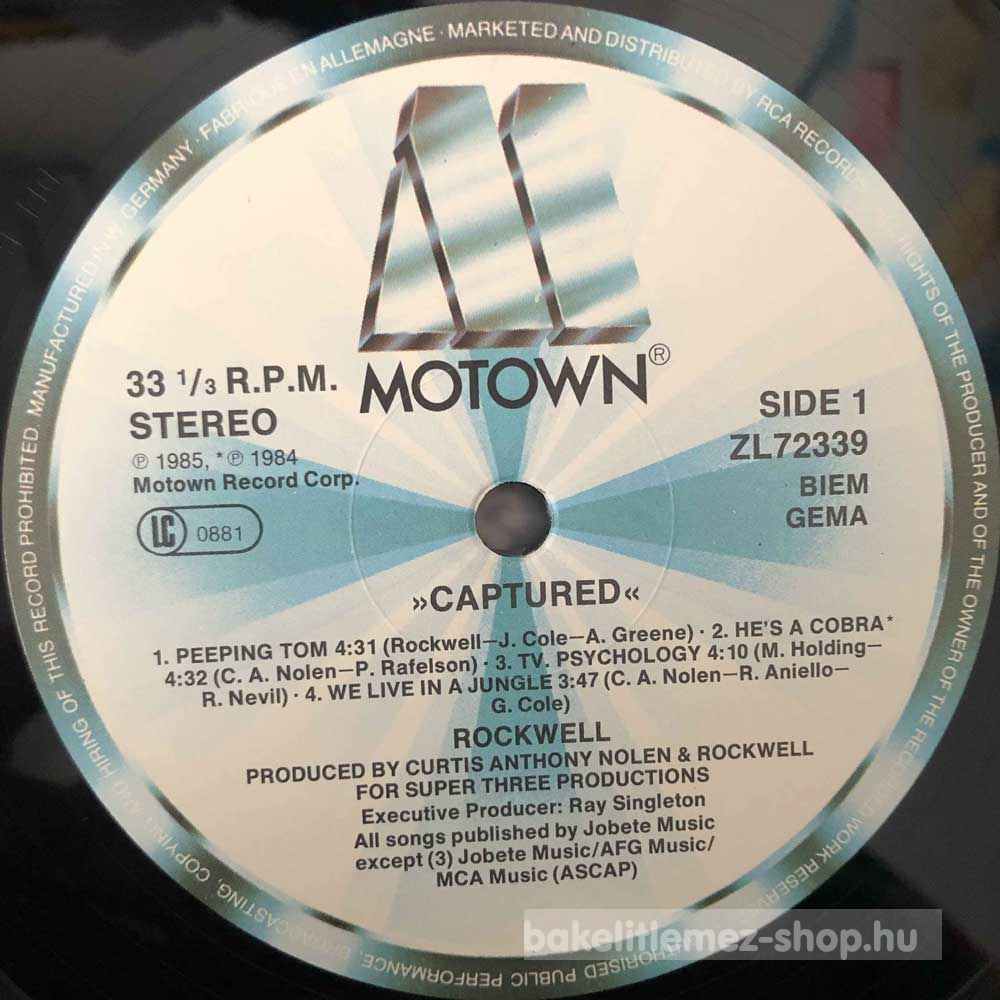 MANUFACTURED IN W. GERMANY · FABRIQUÉ EN ALLEMAGNE · MARKETED AND DISTRIBUTED BY RCA RECORDS
RIGHTS OF THE PRODUCER AND OF THE OWNER OF THE RECORDED WORK RESERVED
COPYING, BROADCASTING
HIRING OF THIS RECORD PROHIBITED.
PUBLIC PERFORMANCE,
MOTOWN®
33 1/3 R.P.M.
STEREO
℗ 1985, *℗ 1984
Motown Record Corp.
LC 0881
SIDE 1
ZL72339
BIEM
GEMA
»CAPTURED«
1. PEEPING TOM 4:31 (Rockwell–J. Cole–A. Greene) · 2. HE'S A COBRA*
4:32 (C. A. Nolen–P. Rafelson) · 3. TV. PSYCHOLOGY 4:10 (M. Holding–
R. Nevil) · 4. WE LIVE IN A JUNGLE 3:47 (C. A. Nolen–R. Aniello–
G. Cole)
ROCKWELL
PRODUCED BY CURTIS ANTHONY NOLEN & ROCKWELL
FOR SUPER THREE PRODUCTIONS
Executive Producer: Ray Singleton
All songs published by Jobete Music
except (3) Jobete Music/AFG Music/
MCA Music (ASCAP)
bakelitlemez-shop.hu